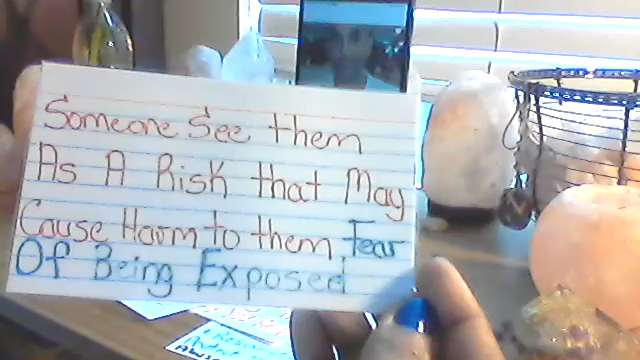 Someone See them
As A Risk that May
Cause Harm to them, Fear
Of Being Exposed